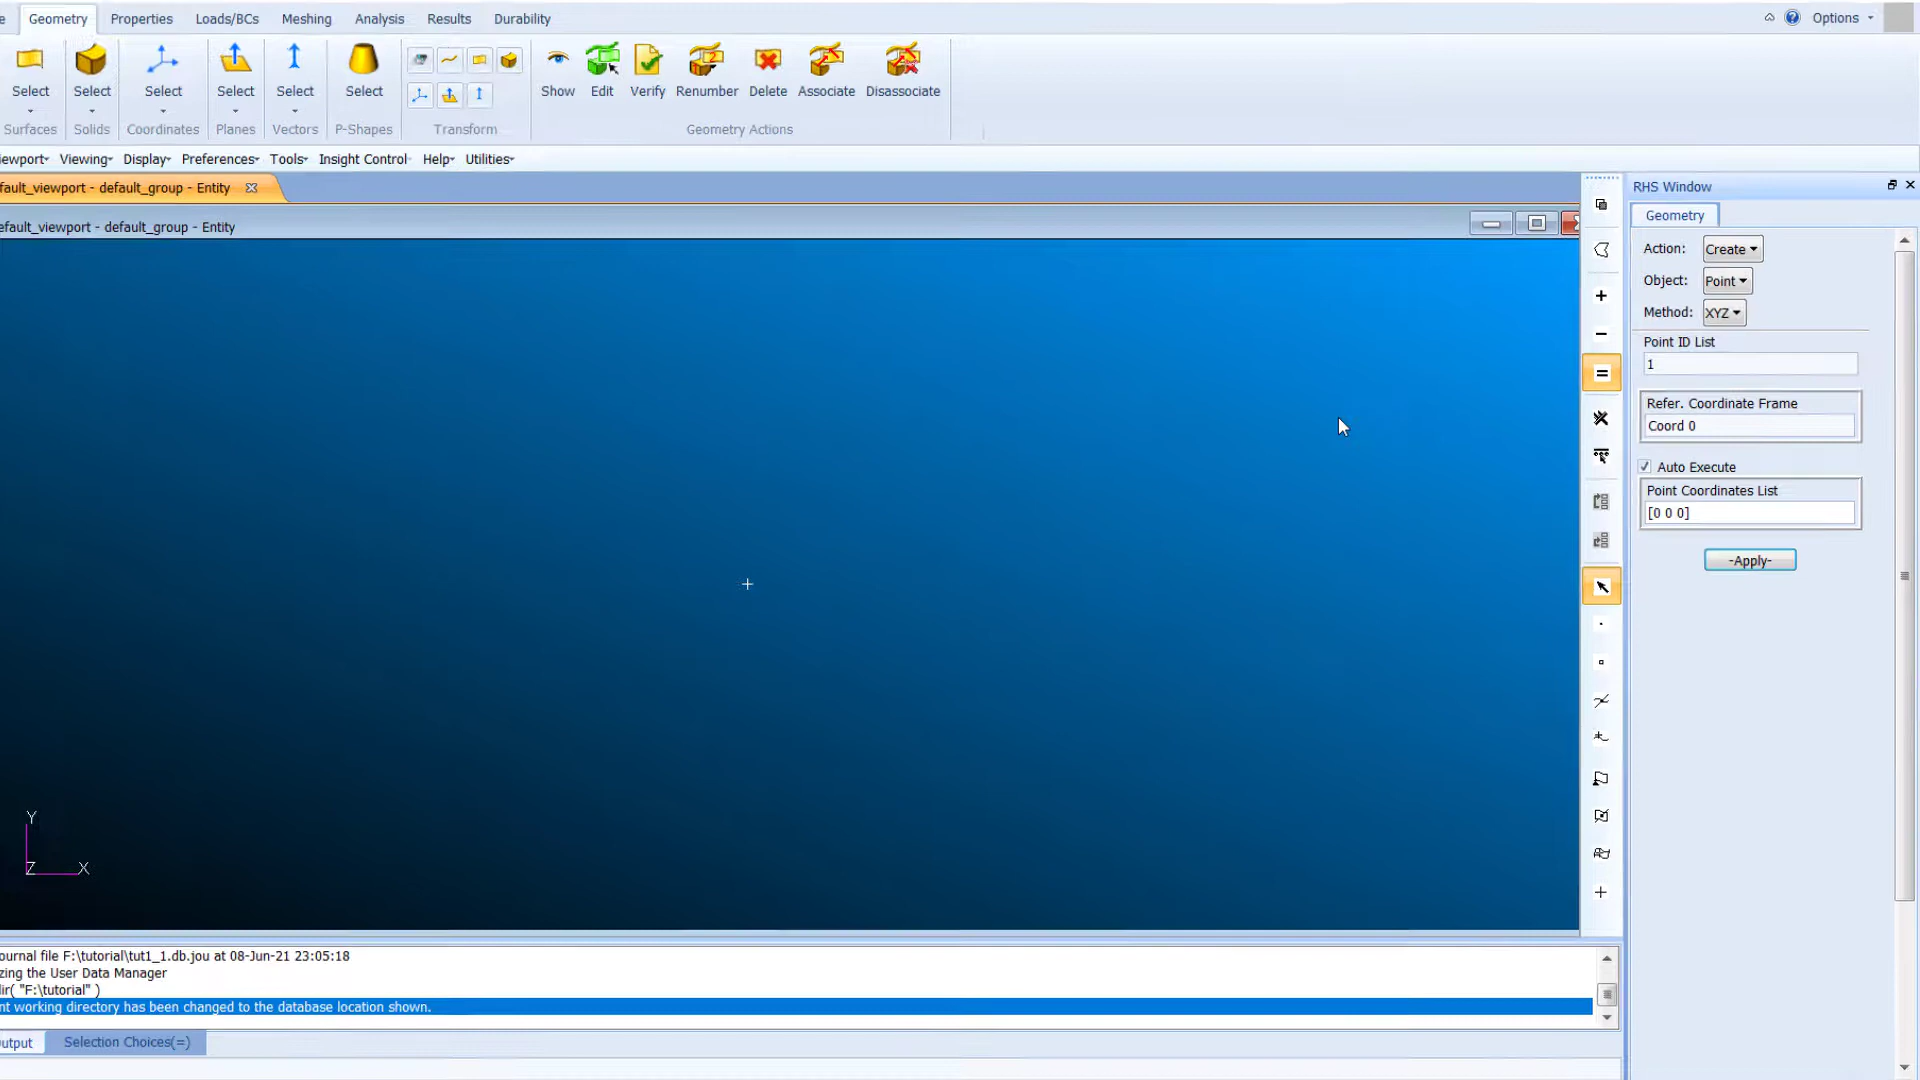 e Geometry Properties Loads/BCs Meshing Analysis Results Durability Options
Select Select Select Select Select Select Show Edit Verify Renumber Delete Associate Disassociate
Surfaces Solids Coordinates Planes Vectors P-Shapes Transform Geometry Actions
iewport Viewing Display Preferences Tools Insight Control Help Utilities
fault_viewport - default_group - Entity
RHS Window
efault_viewport - default_group - Entity
Geometry
Action: Create
Object: Point
Method: XYZ
Point ID List
1
Refer. Coordinate Frame
Coord 0
Auto Execute
Point Coordinates List
[0 0 0]
-Apply-
Y
Z X
ournal file F:\tutorial\tut1_1.db.jou at 08-Jun-21 23:05:18
zing the User Data Manager
dir( "F:\tutorial" )
nt working directory has been changed to the database location shown.
utput Selection Choices(=)